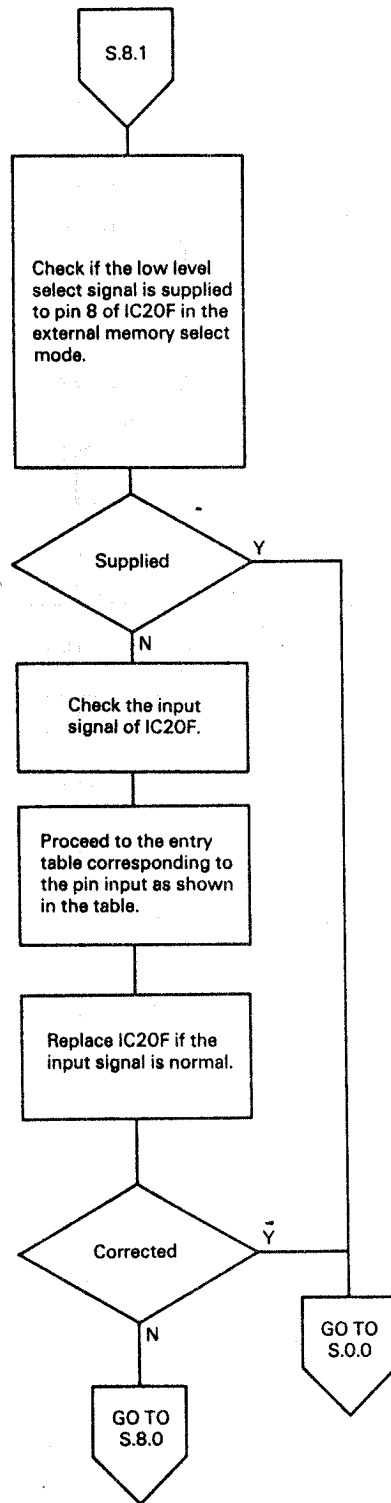 S.8.1
Check if the low level
select signal is supplied
to pin 8 of IC20F in the
external memory select
mode.
Supplied
Y
N
Check the input
signal of IC20F.
Proceed to the entry
table corresponding to
the pin input as shown
in the table.
Replace IC20F if the
input signal is normal.
Corrected
Y
N
GO TO
S.0.0
GO TO
S.8.0